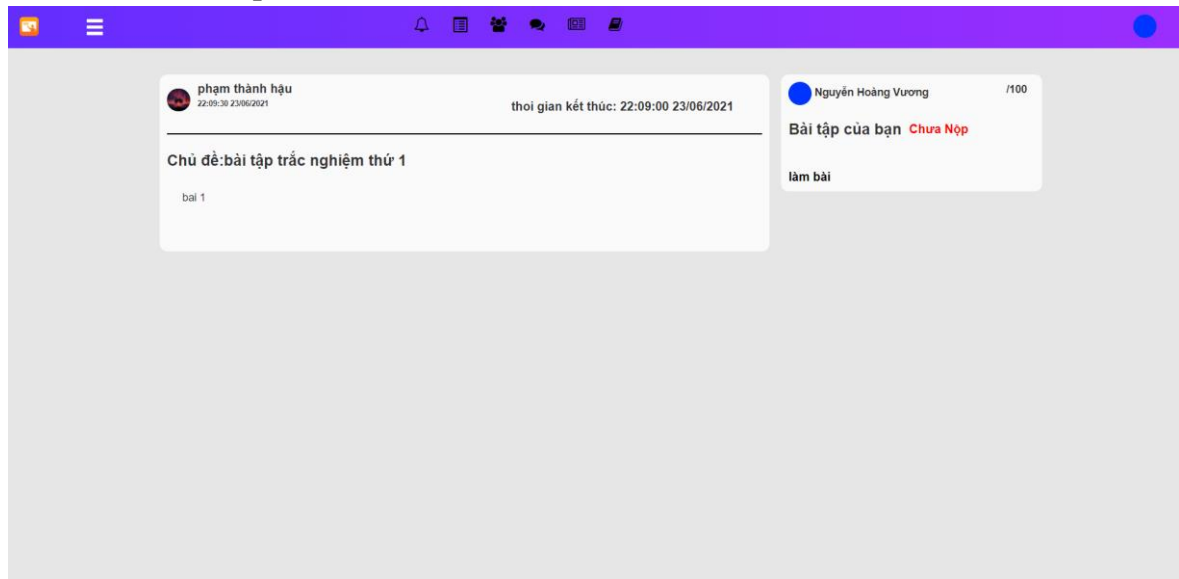 phạm thành hậu
22:09:30 23/06/2021
thoi gian kết thúc: 22:09:00 23/06/2021
Chủ đề:bài tập trắc nghiệm thứ 1
bai 1
Nguyễn Hoàng Vương /100
Bài tập của bạn Chưa Nộp
làm bài